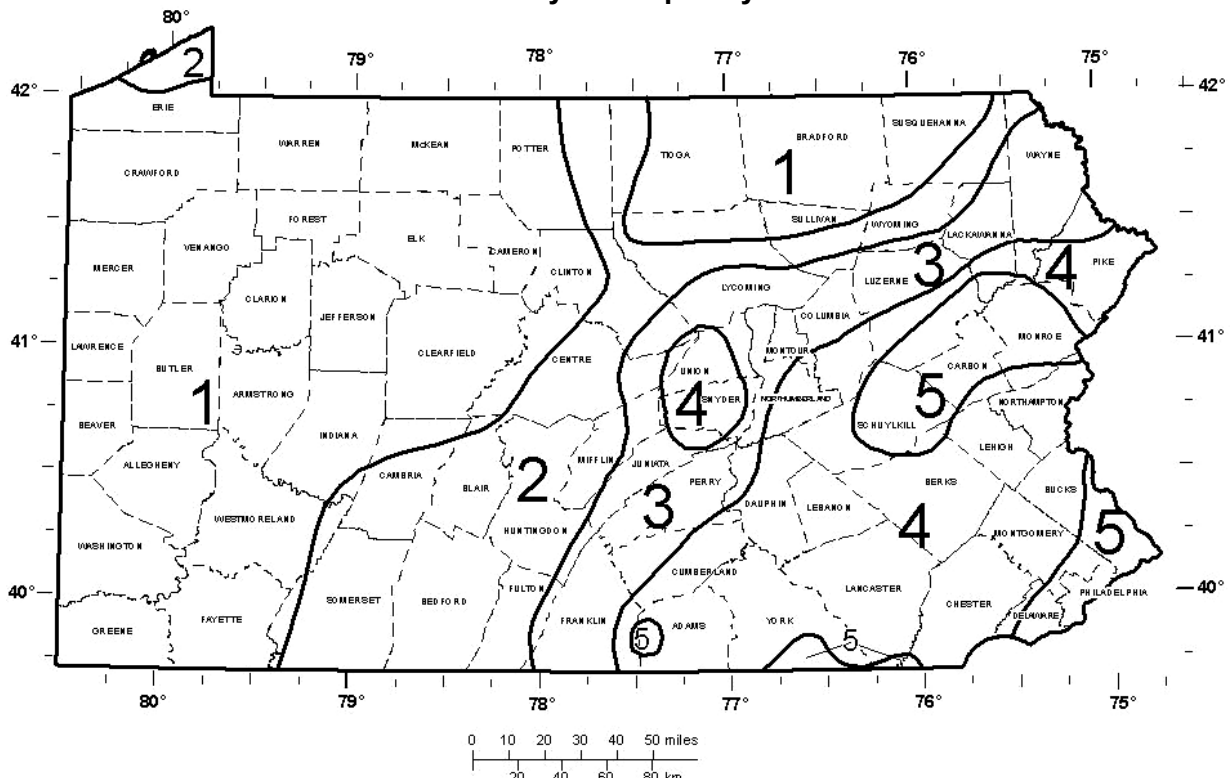 80°
2
79°
78°
77°
76°
75°
42°
42°
ERIE
WARREN
McKEAN
POTTER
TIOGA
BRADFORD
SUSQUEHANNA
WAYNE
1
CRAWFORD
FOREST
ELK
CAMERON
CLINTON
SULLIVAN
WYOMING
LACKAWANNA
VENANGO
MERCER
LYCOMING
LUZERNE
3
4
PIKE
CLARION
JEFFERSON
COLUMBIA
41°
41°
LAWRENCE
BUTLER
CLEARFIELD
CENTRE
MONTOUR
MONROE
UNION
CARBON
1
ARMSTRONG
4
SNYDER
NORTHUMBERLAND
5
NORTHAMPTON
BEAVER
SCHUYLKILL
INDIANA
LEHIGH
ALLEGHENY
CAMBRIA
BLAIR
2
MIFFLIN
JUNIATA
PERRY
BERKS
BUCKS
3
DAUPHIN
LEBANON
4
5
WESTMORELAND
HUNTINGDON
MONTGOMERY
WASHINGTON
CUMBERLAND
40°
40°
FULTON
LANCASTER
PHILADELPHIA
SOMERSET
BEDFORD
CHESTER
GREENE
FAYETTE
FRANKLIN
5
ADAMS
YORK
5
DELAWARE
80°
79°
78°
77°
76°
75°
0 10 20 30 40 50 miles
20 40 60 80 km